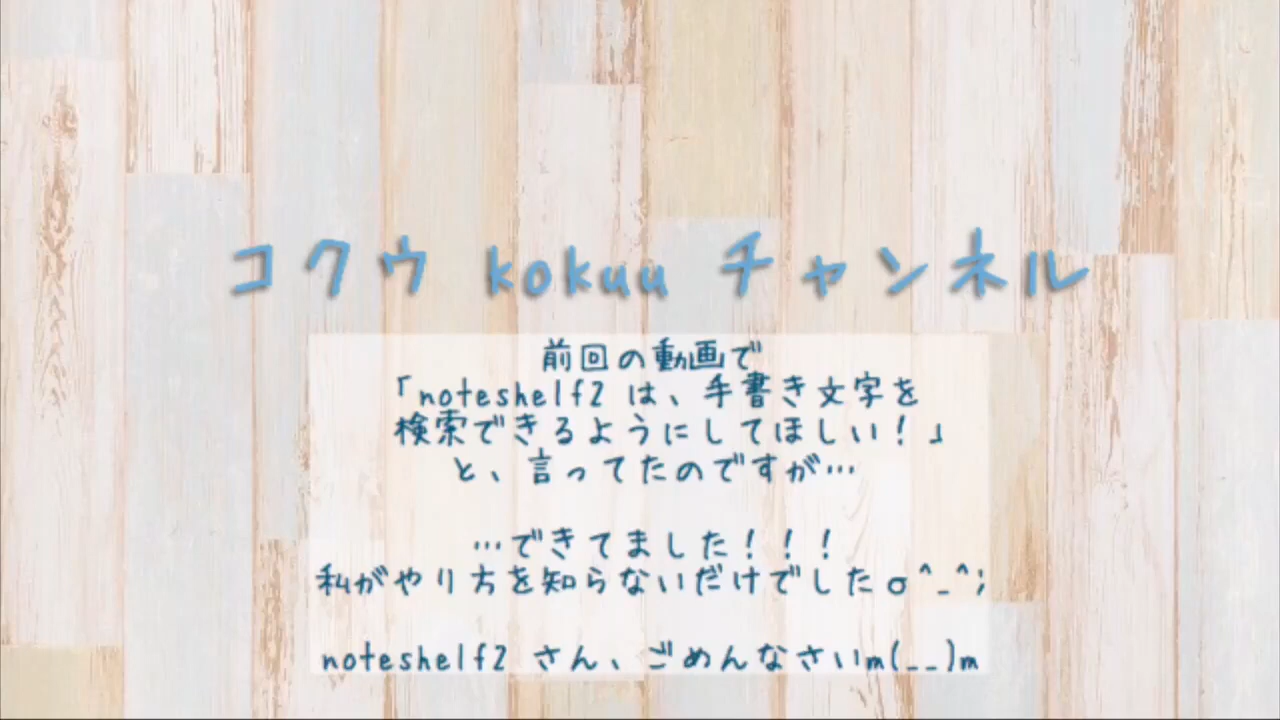 コクウ kokuu チャンネル
前回の動画で
「noteshelf2 は、手書き文字を
検索できるようにしてほしい！」
と、言ってたのですが…
…できてました！！！
私がやり方を知らないだけでしたσ^_^;
noteshelf2 さん、ごめんなさいm(__)m